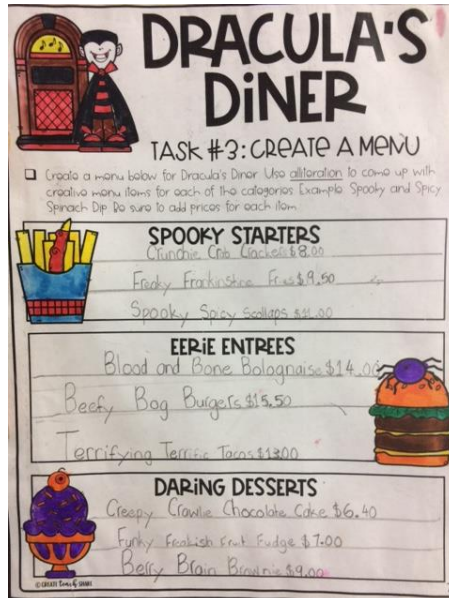 DRACULA'S
DINER
TASK #3: CREATE A MENU
Create a menu below for Dracula's Diner. Use alliteration to come up with
creative menu items for each of the categories. Example: Spooky and Spicy
Spinach Dip. Be sure to add prices for each item.
SPOOKY STARTERS
Crunchie Crib Crackers $8.00
Freaky Frankinstine Fries $9.50
Spooky Spicy Scollaps
EERIE ENTREES
Blood and Bone Bolognaise $14.00
Beefy Bog Burgers $15.50
Terrifying Terrific Tacos $13.00
DARING DESSERTS
Creepy Crawlie Chocolate Cake $6.40
Funky Freakish Fruit Fudge $7.00
Berry Brain Brownie $9.00